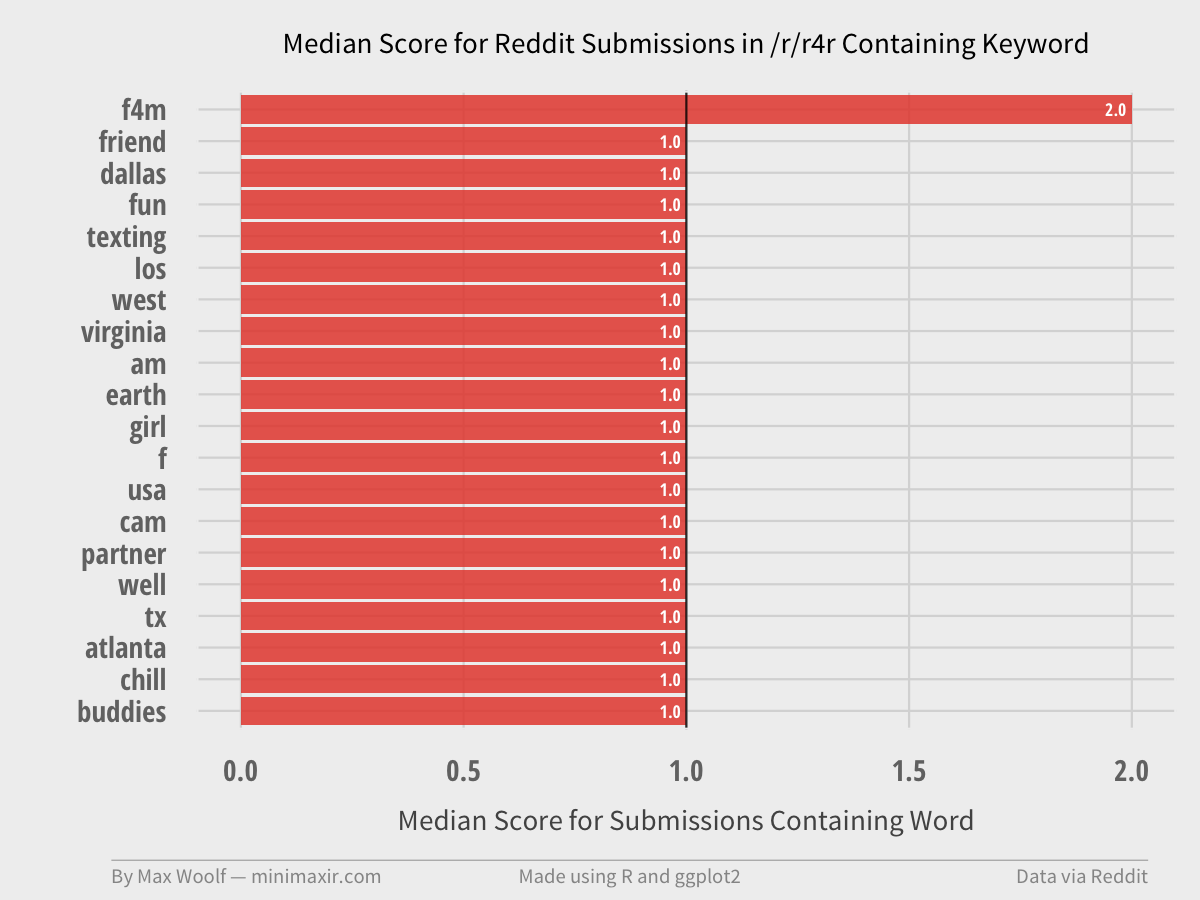 Median Score for Reddit Submissions in /r/r4r Containing Keyword
f4m 2.0
friend 1.0
dallas 1.0
fun 1.0
texting 1.0
los 1.0
west 1.0
virginia 1.0
am 1.0
earth 1.0
girl 1.0
f 1.0
usa 1.0
cam 1.0
partner 1.0
well 1.0
tx 1.0
atlanta 1.0
chill 1.0
buddies 1.0
0.0 0.5 1.0 1.5 2.0
Median Score for Submissions Containing Word
By Max Woolf — minimaxir.com Made using R and ggplot2 Data via Reddit